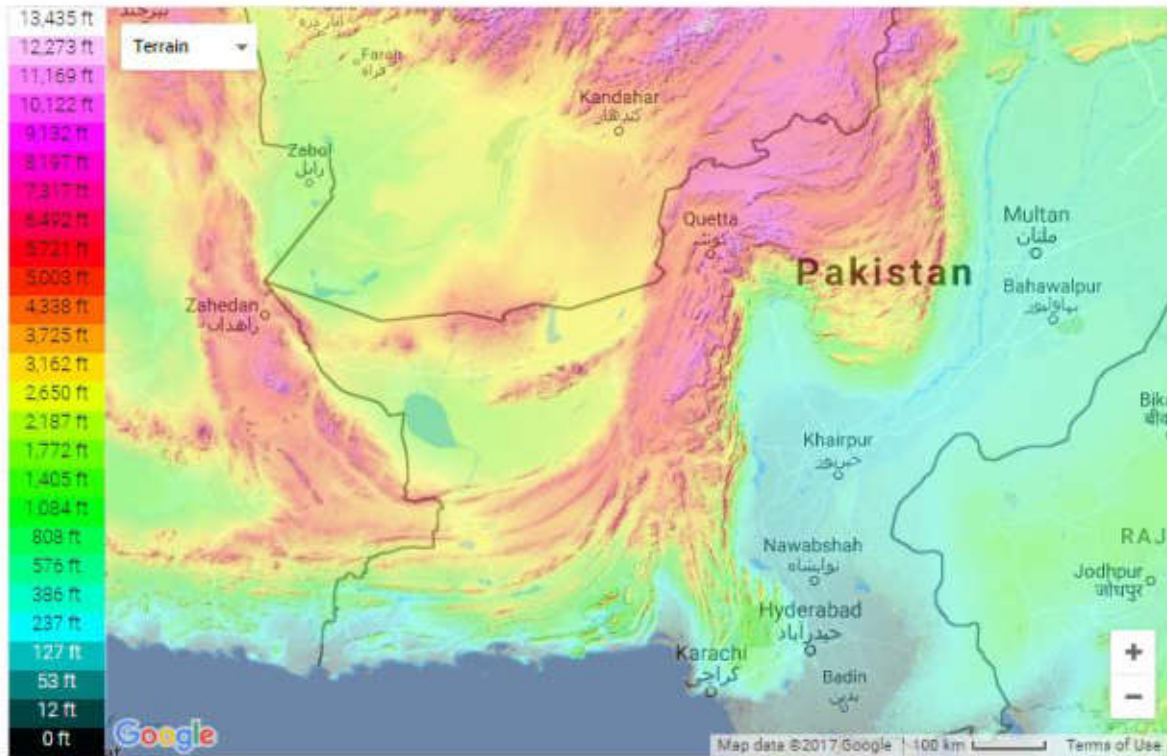 13,435 ft
12,273 ft
11,169 ft
10,122 ft
9,132 ft
8,197 ft
7,317 ft
6,492 ft
5,721 ft
5,003 ft
4,338 ft
3,725 ft
3,162 ft
2,650 ft
2,187 ft
1,772 ft
1,405 ft
1,084 ft
808 ft
576 ft
386 ft
237 ft
127 ft
53 ft
12 ft
0 ft
بیرجند
Terrain
Farah
فراه
Kandahar
کندهار
Zabol
زابل
Quetta
کوئٹہ
Multan
ملتان
Pakistan
Bahawalpur
بہاولپور
Zahedan
زاهدان
Bika
बीक
Khairpur
خیرپور
RAJ
Nawabshah
نوابشاہ
Jodhpur
जोधपुर
Hyderabad
حیدرآباد
Karachi
کراچی
Badin
بدین
+
−
Google
Map data ©2017 Google
100 km
Terms of Use